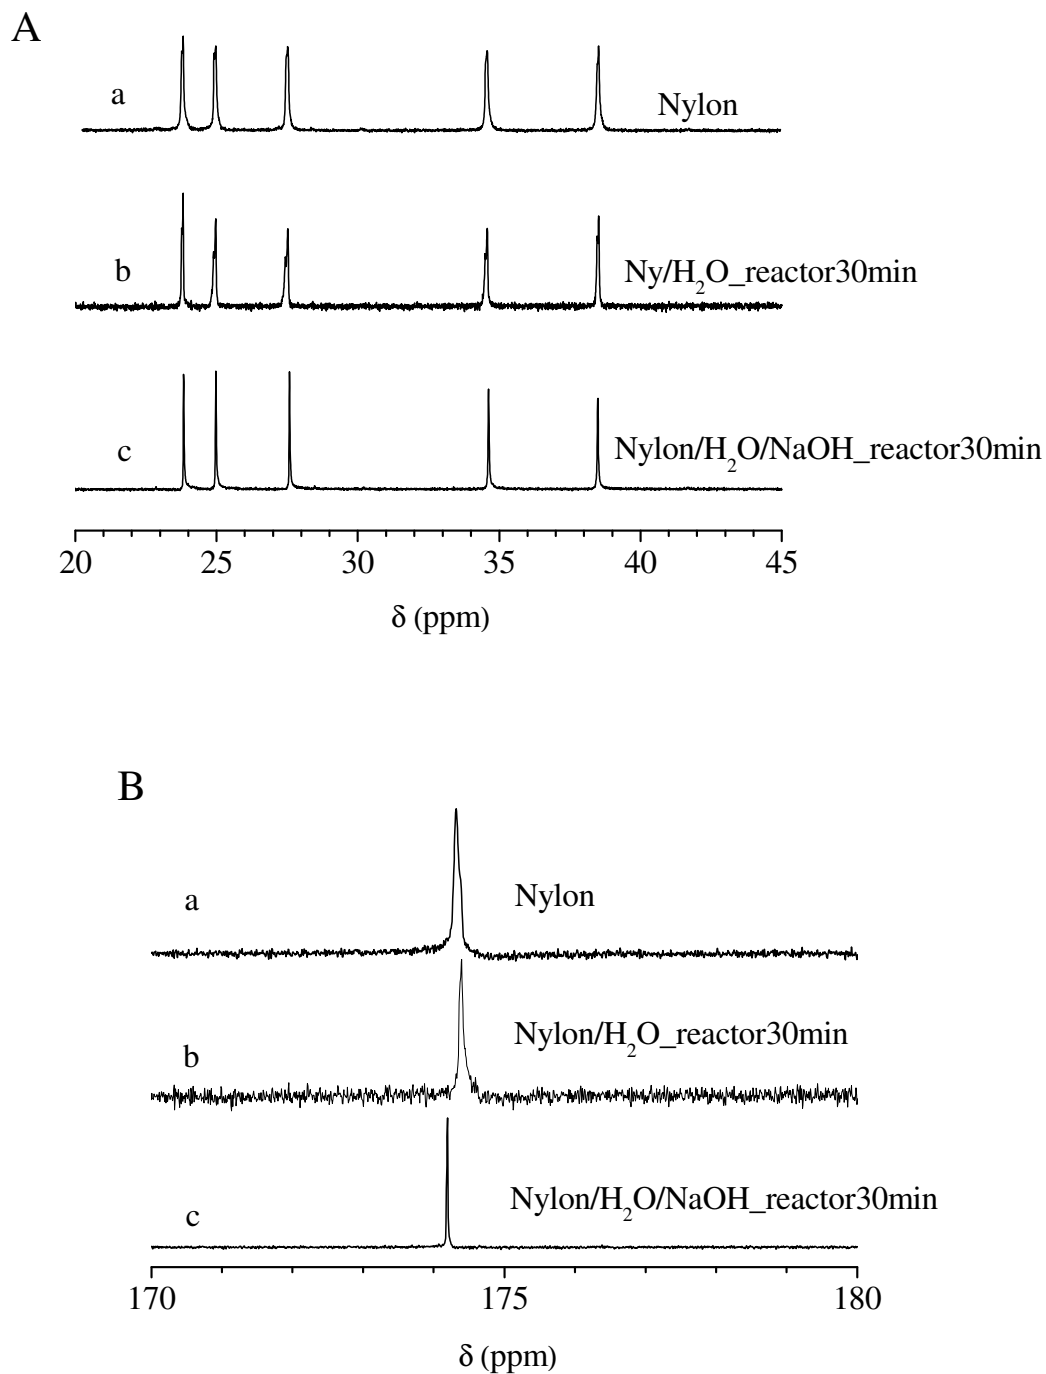 A
a
Nylon
b
Ny/H₂O_reactor30min
c
Nylon/H₂O/NaOH_reactor30min
20 25 30 35 40 45
δ (ppm)
B
a
Nylon
Nylon/H₂O_reactor30min
b
Nylon/H₂O/NaOH_reactor30min
c
170 175 180
δ (ppm)